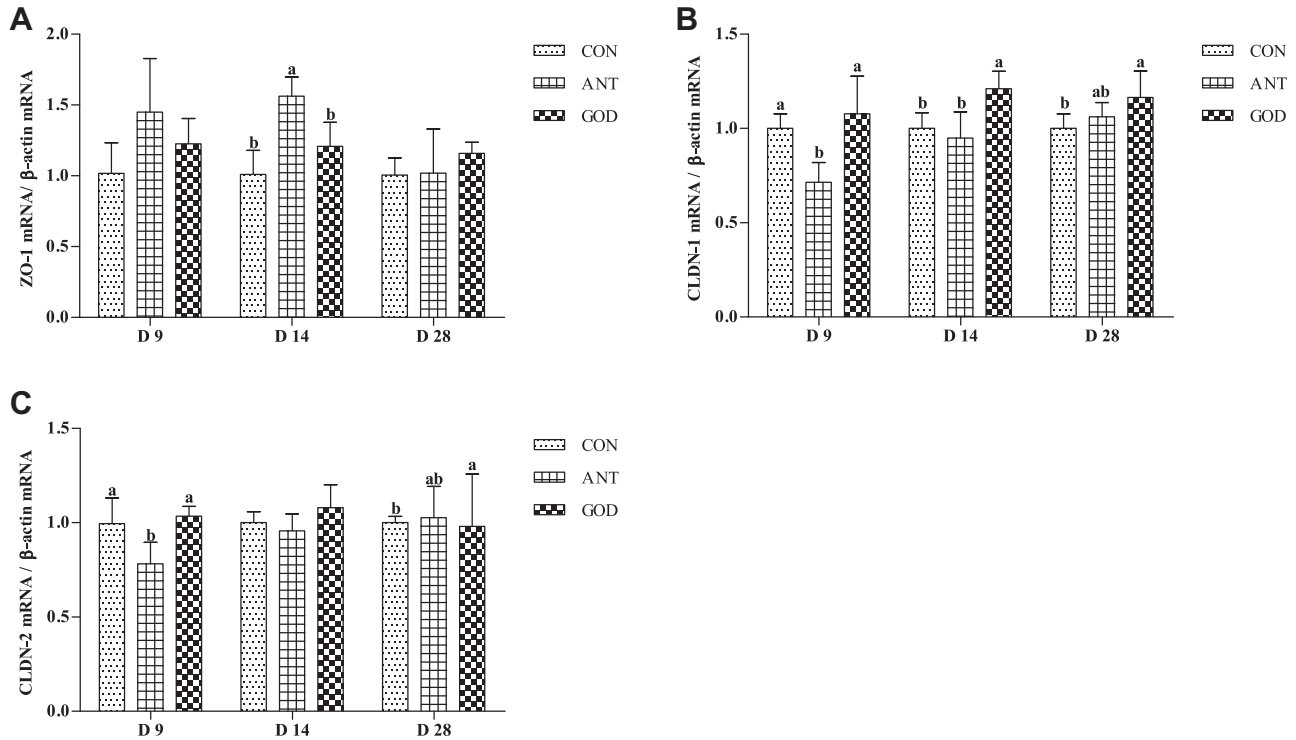 A
ZO-1 mRNA/ β-actin mRNA
2.0
1.5
1.0
0.5
0.0
a
b
b
D 9
D 14
D 28
CON
ANT
GOD
B
CLDN-1 mRNA / β-actin mRNA
1.5
1.0
0.5
0.0
a
b
a
b
b
a
b
ab
a
D 9
D 14
D 28
CON
ANT
GOD
C
CLDN-2 mRNA / β-actin mRNA
1.5
1.0
0.5
0.0
a
b
a
b
ab
a
D 9
D 14
D 28
CON
ANT
GOD